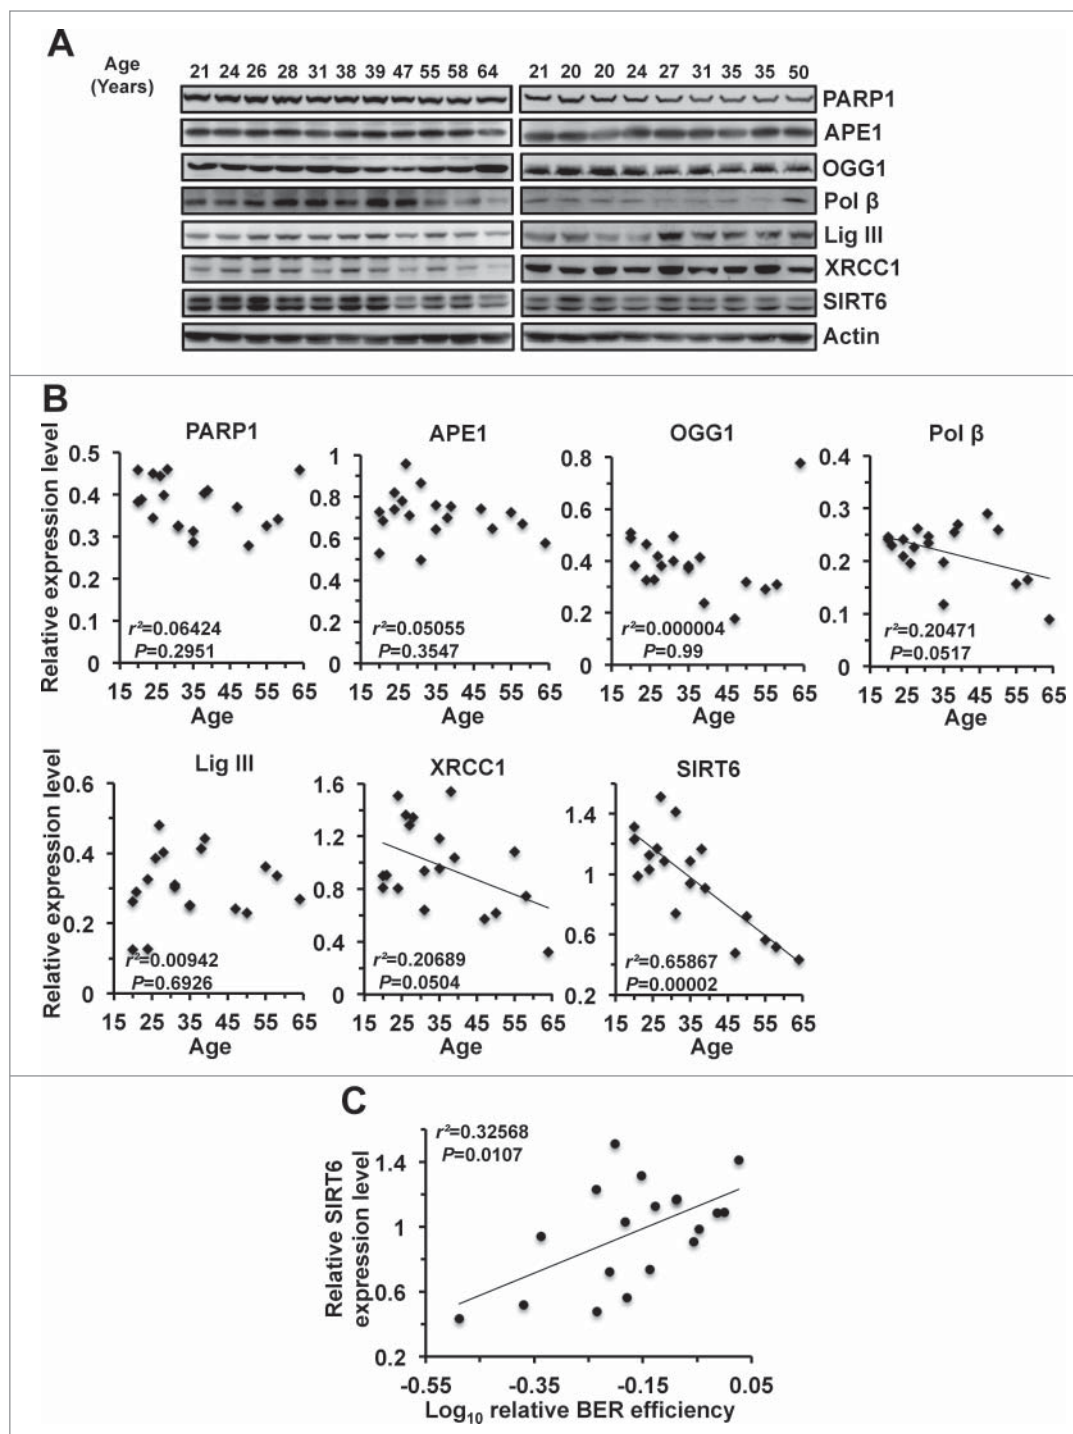 A
Age
(Years)
21 24 26 28 31 38 39 47 55 58 64
21 20 20 24 27 31 35 35 50
PARP1
APE1
OGG1
Pol β
Lig III
XRCC1
SIRT6
Actin
B
PARP1
Relative expression level
0.5
0.4
0.3
0.2
0.1
0
r²=0.06424
P=0.2951
15 25 35 45 55 65
Age
APE1
1
0.8
0.6
0.4
0.2
0
r²=0.05055
P=0.3547
15 25 35 45 55 65
Age
OGG1
0.8
0.6
0.4
0.2
0
r²=0.000004
P=0.99
15 25 35 45 55 65
Age
Pol β
0.4
0.3
0.2
0.1
0
r²=0.20471
P=0.0517
15 25 35 45 55 65
Age
Lig III
Relative expression level
0.6
0.4
0.2
0
r²=0.00942
P=0.6926
15 25 35 45 55 65
Age
XRCC1
1.6
1.2
0.8
0.4
0
r²=0.20689
P=0.0504
15 25 35 45 55 65
Age
SIRT6
1.4
1
0.6
0.2
r²=0.65867
P=0.00002
15 25 35 45 55 65
Age
C
r²=0.32568
P=0.0107
Relative SIRT6
expression level
1.4
1
0.6
0.2
-0.55 -0.35 -0.15 0.05
Log₁₀ relative BER efficiency